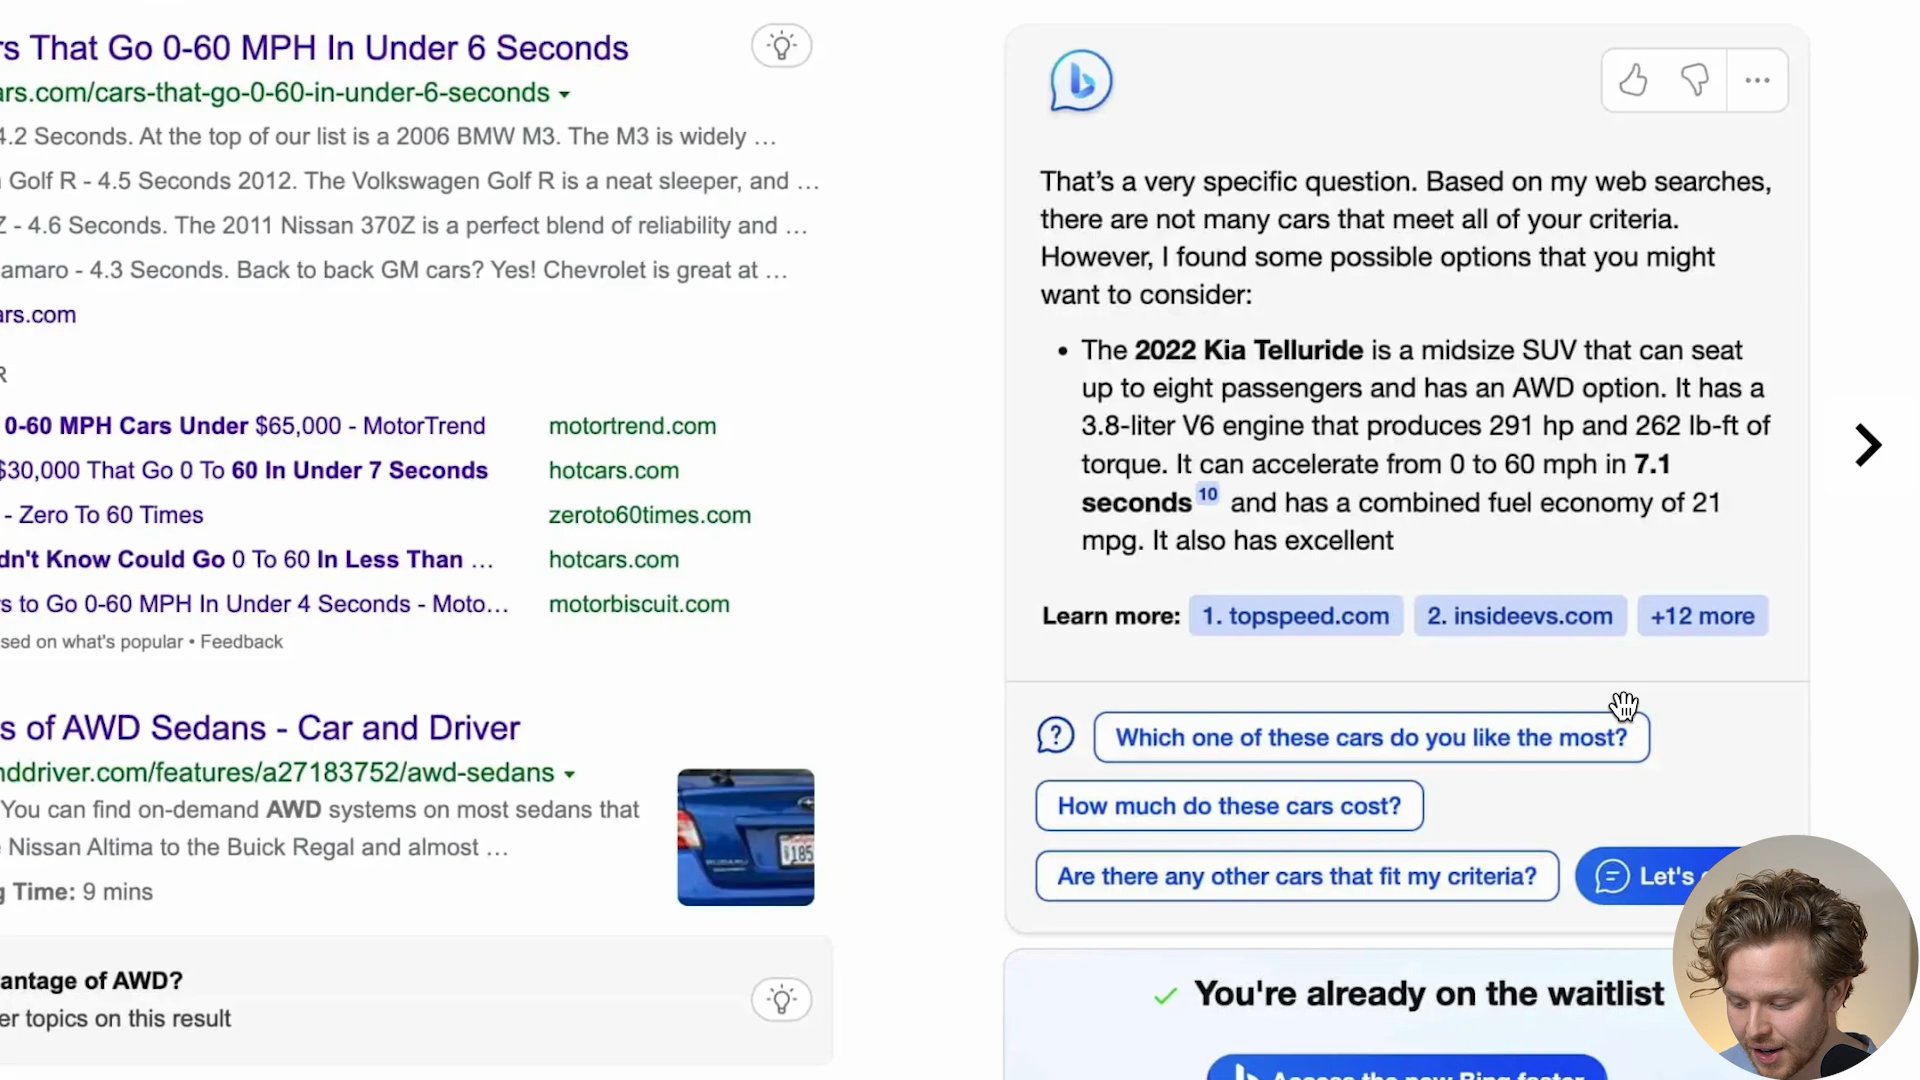 rs That Go 0-60 MPH In Under 6 Seconds
ars.com/cars-that-go-0-60-in-under-6-seconds
4.2 Seconds. At the top of our list is a 2006 BMW M3. The M3 is widely ...
Golf R - 4.5 Seconds 2012. The Volkswagen Golf R is a neat sleeper, and ...
Z - 4.6 Seconds. The 2011 Nissan 370Z is a perfect blend of reliability and ...
amaro - 4.3 Seconds. Back to back GM cars? Yes! Chevrolet is great at ...
ars.com
R
0-60 MPH Cars Under $65,000 - MotorTrend motortrend.com
$30,000 That Go 0 To 60 In Under 7 Seconds hotcars.com
- Zero To 60 Times zeroto60times.com
dn't Know Could Go 0 To 60 In Less Than ... hotcars.com
s to Go 0-60 MPH In Under 4 Seconds - Moto... motorbiscuit.com
sed on what's popular • Feedback
s of AWD Sedans - Car and Driver
nddriver.com/features/a27183752/awd-sedans
You can find on-demand AWD systems on most sedans that
e Nissan Altima to the Buick Regal and almost ...
g Time: 9 mins
SUBARU
antage of AWD?
er topics on this result
That's a very specific question. Based on my web searches,
there are not many cars that meet all of your criteria.
However, I found some possible options that you might
want to consider:
• The 2022 Kia Telluride is a midsize SUV that can seat
up to eight passengers and has an AWD option. It has a
3.8-liter V6 engine that produces 291 hp and 262 lb-ft of
torque. It can accelerate from 0 to 60 mph in 7.1
seconds 10 and has a combined fuel economy of 21
mpg. It also has excellent
Learn more: 1. topspeed.com 2. insideevs.com +12 more
Which one of these cars do you like the most?
How much do these cars cost?
Are there any other cars that fit my criteria? Let's
You're already on the waitlist
Access the new Bing faster